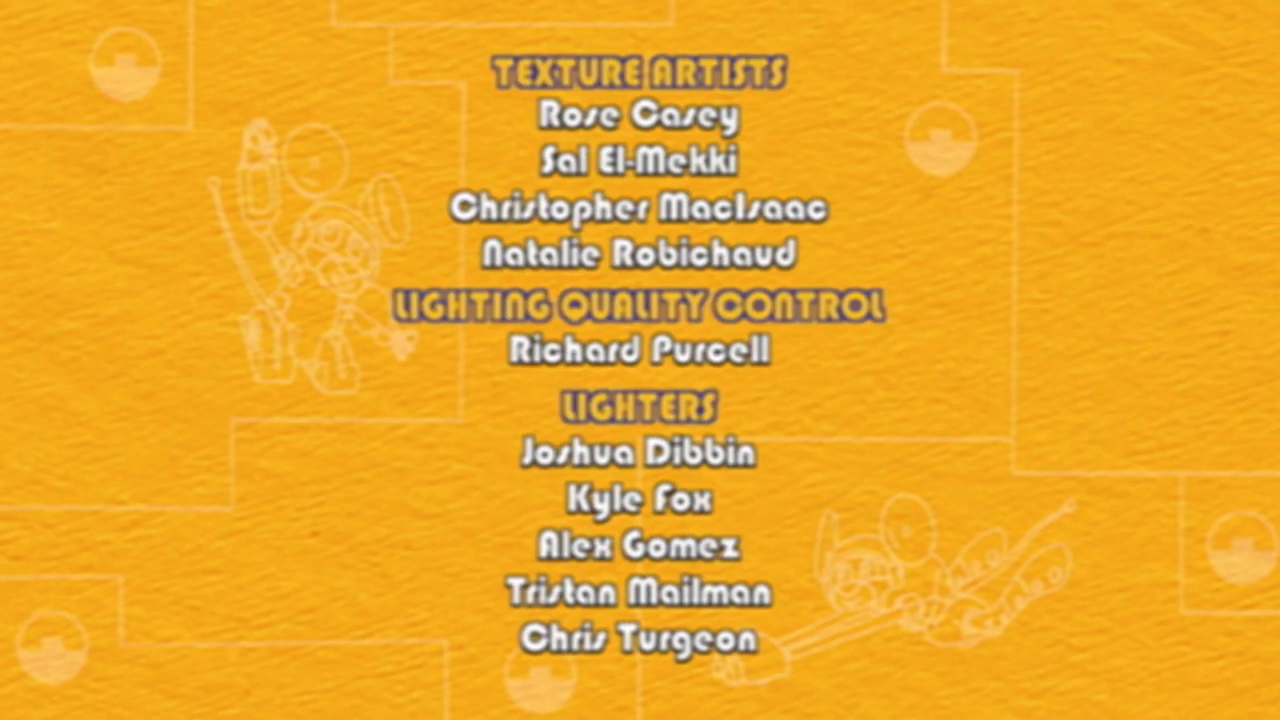 TEXTURE ARTISTS
Rose Casey
Sal El-Mekki
Christopher MacIsaac
Natalie Robichaud
LIGHTING QUALITY CONTROL
Richard Purcell
LIGHTERS
Joshua Dibbin
Kyle Fox
Alex Gomez
Tristan Mailman
Chris Turgeon